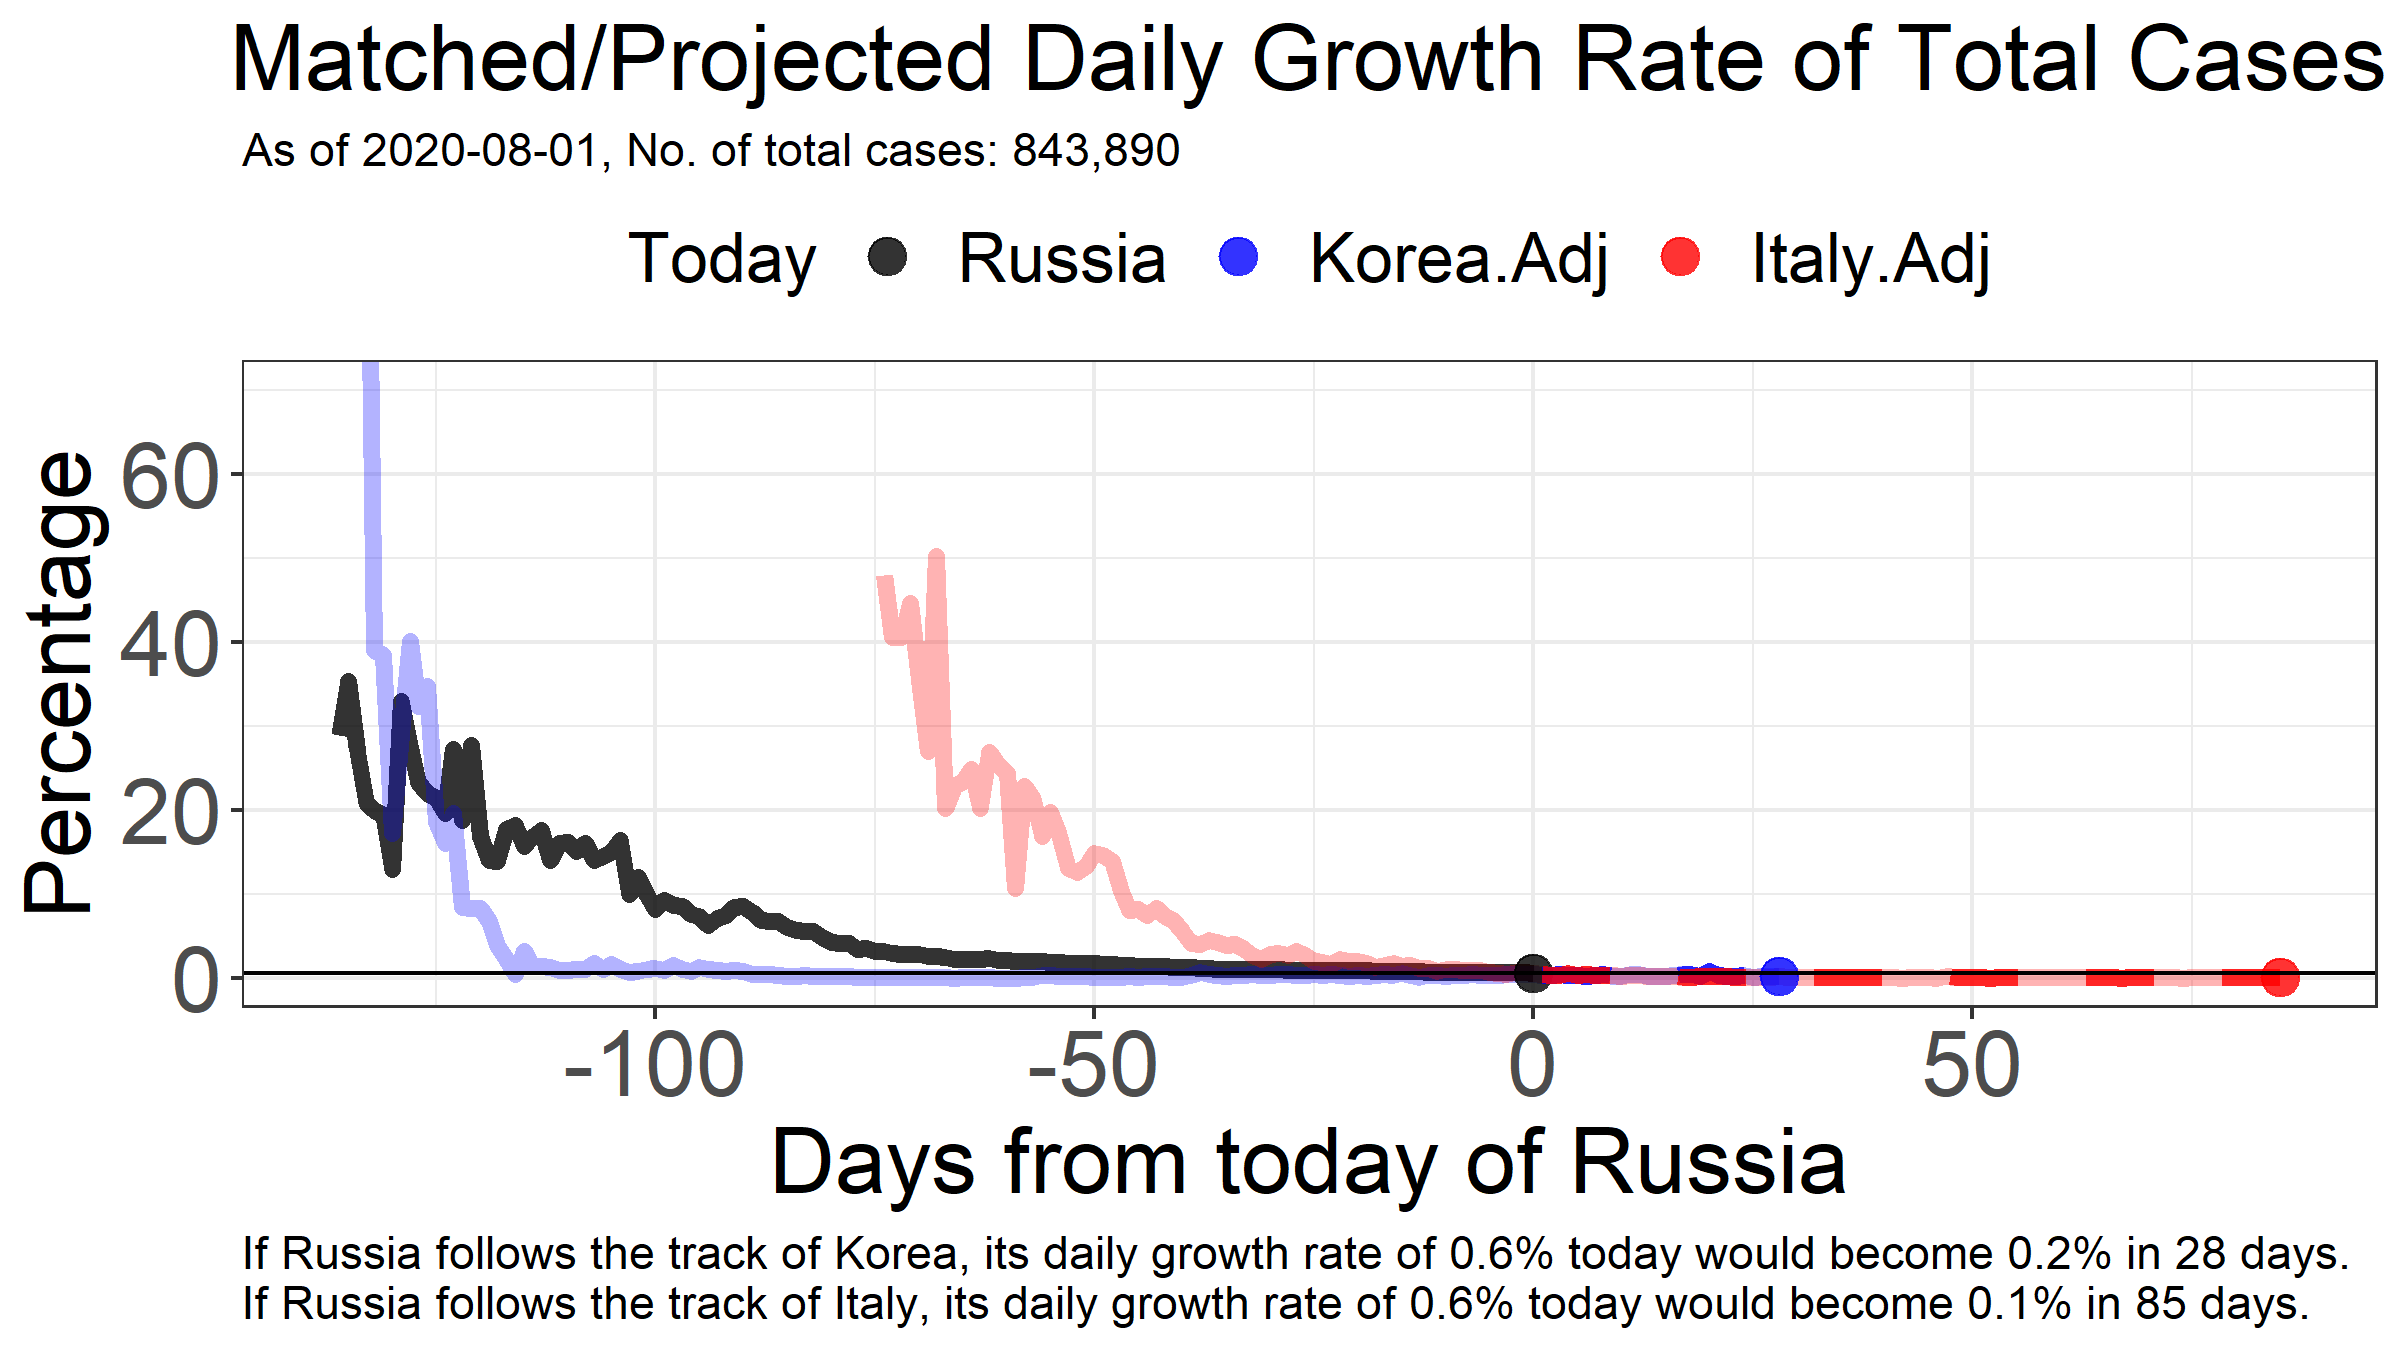 Matched/Projected Daily Growth Rate of Total Cases
As of 2020-08-01, No. of total cases: 843,890
Today Russia Korea.Adj Italy.Adj
Percentage
60
40
20
0
-100 -50 0 50
Days from today of Russia
If Russia follows the track of Korea, its daily growth rate of 0.6% today would become 0.2% in 28 days.
If Russia follows the track of Italy, its daily growth rate of 0.6% today would become 0.1% in 85 days.